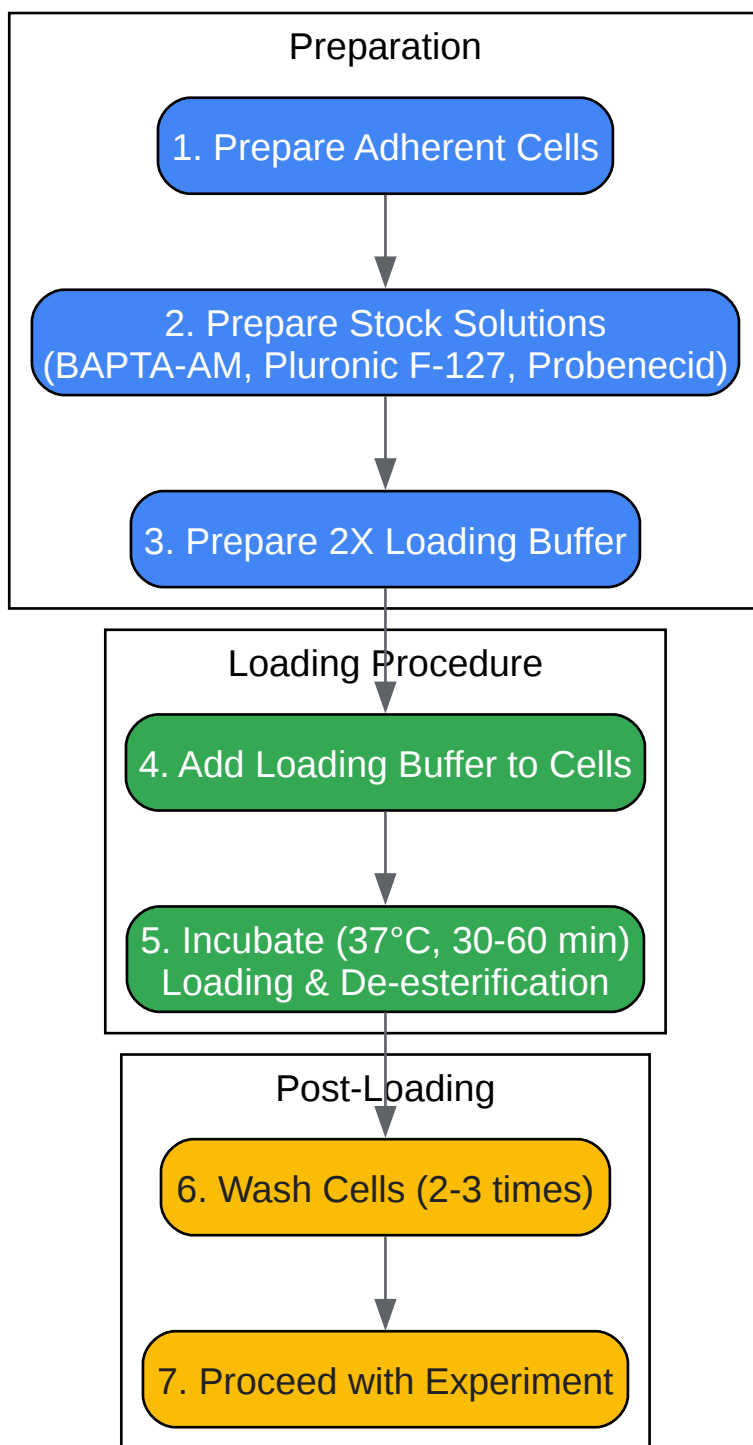 Preparation
1. Prepare Adherent Cells
2. Prepare Stock Solutions
(BAPTA-AM, Pluronic F-127, Probenecid)
3. Prepare 2X Loading Buffer
Loading Procedure
4. Add Loading Buffer to Cells
5. Incubate (37°C, 30-60 min)
Loading & De-esterification
Post-Loading
6. Wash Cells (2-3 times)
7. Proceed with Experiment